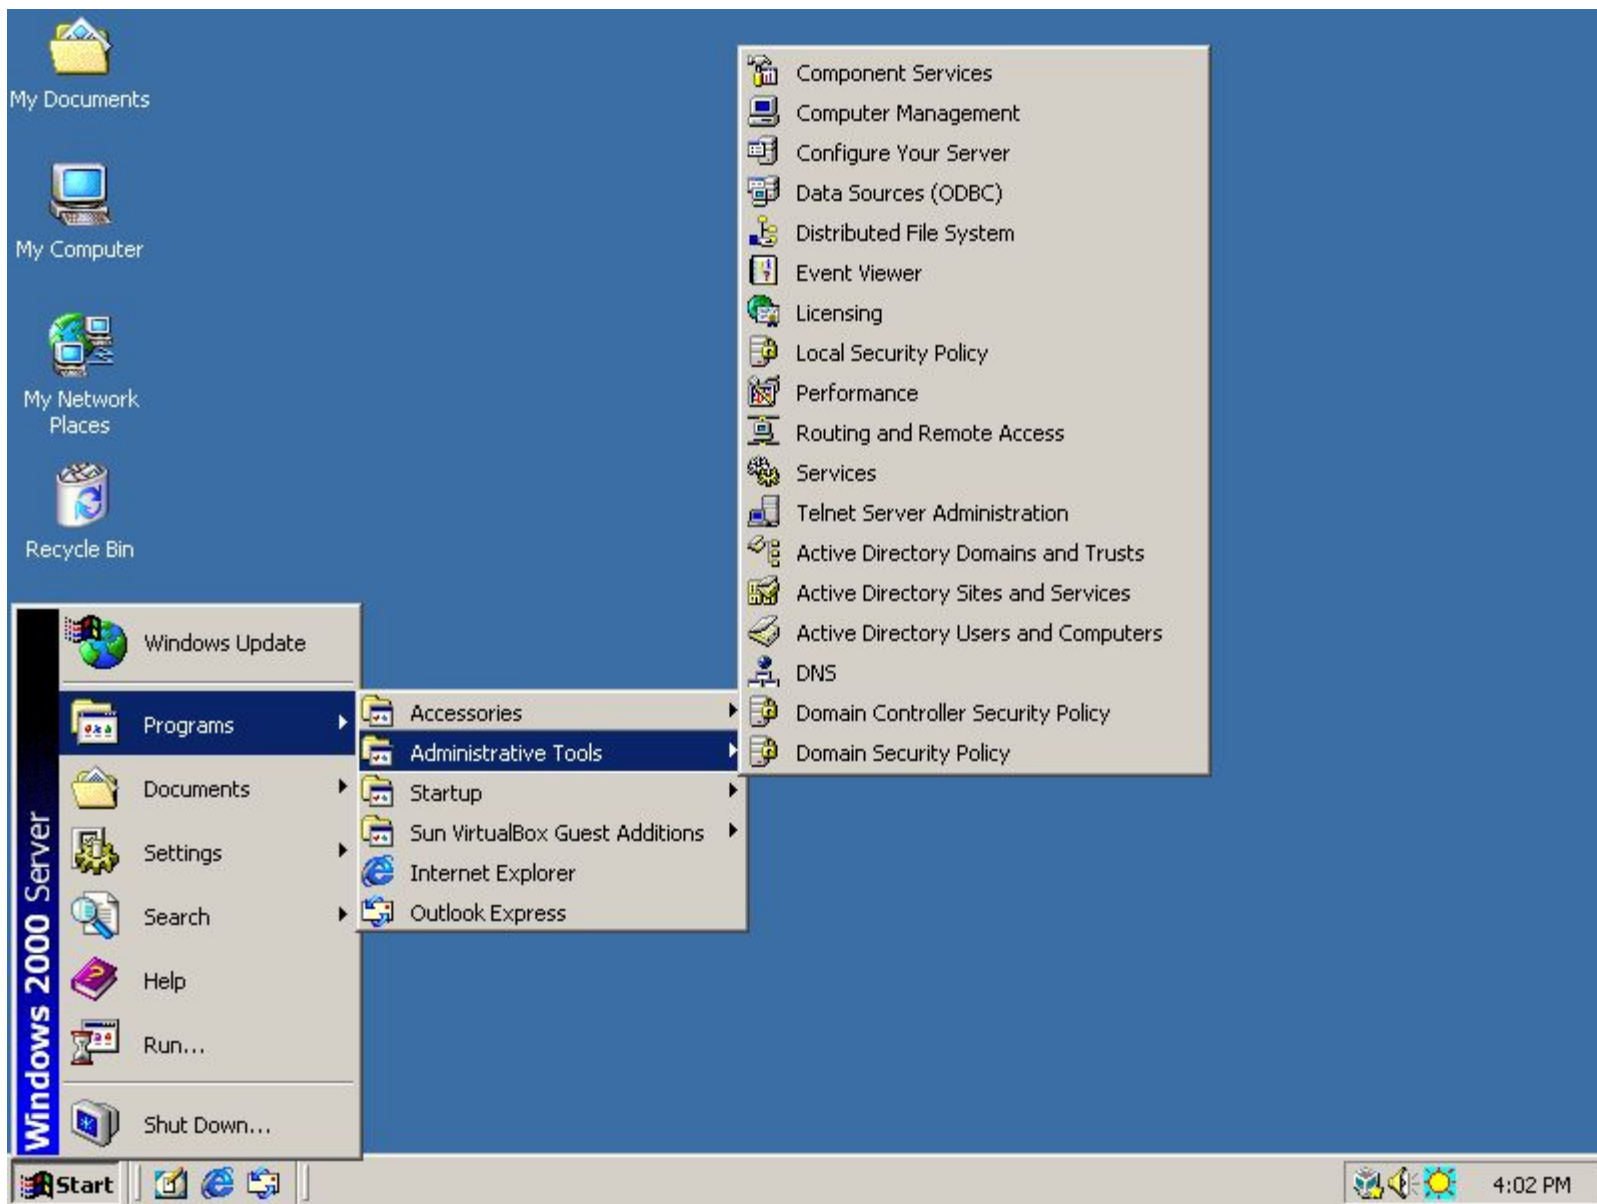 My Documents
My Computer
My Network
Places
Recycle Bin
Windows 2000 Server
Windows Update
Programs
Documents
Settings
Search
Help
Run...
Shut Down...
Accessories
Administrative Tools
Startup
Sun VirtualBox Guest Additions
Internet Explorer
Outlook Express
Component Services
Computer Management
Configure Your Server
Data Sources (ODBC)
Distributed File System
Event Viewer
Licensing
Local Security Policy
Performance
Routing and Remote Access
Services
Telnet Server Administration
Active Directory Domains and Trusts
Active Directory Sites and Services
Active Directory Users and Computers
DNS
Domain Controller Security Policy
Domain Security Policy
Start
4:02 PM